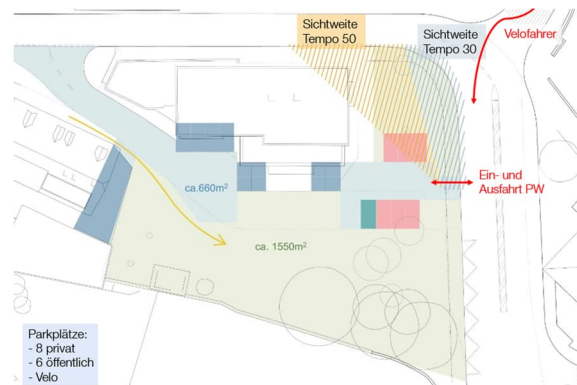 Sichtweite
Tempo 50
Sichtweite
Tempo 30
Velofahrer
Ein- und
Ausfahrt PW
ca.660m²
ca. 1550m²
Parkplätze:
- 8 privat
- 6 öffentlich
- Velo